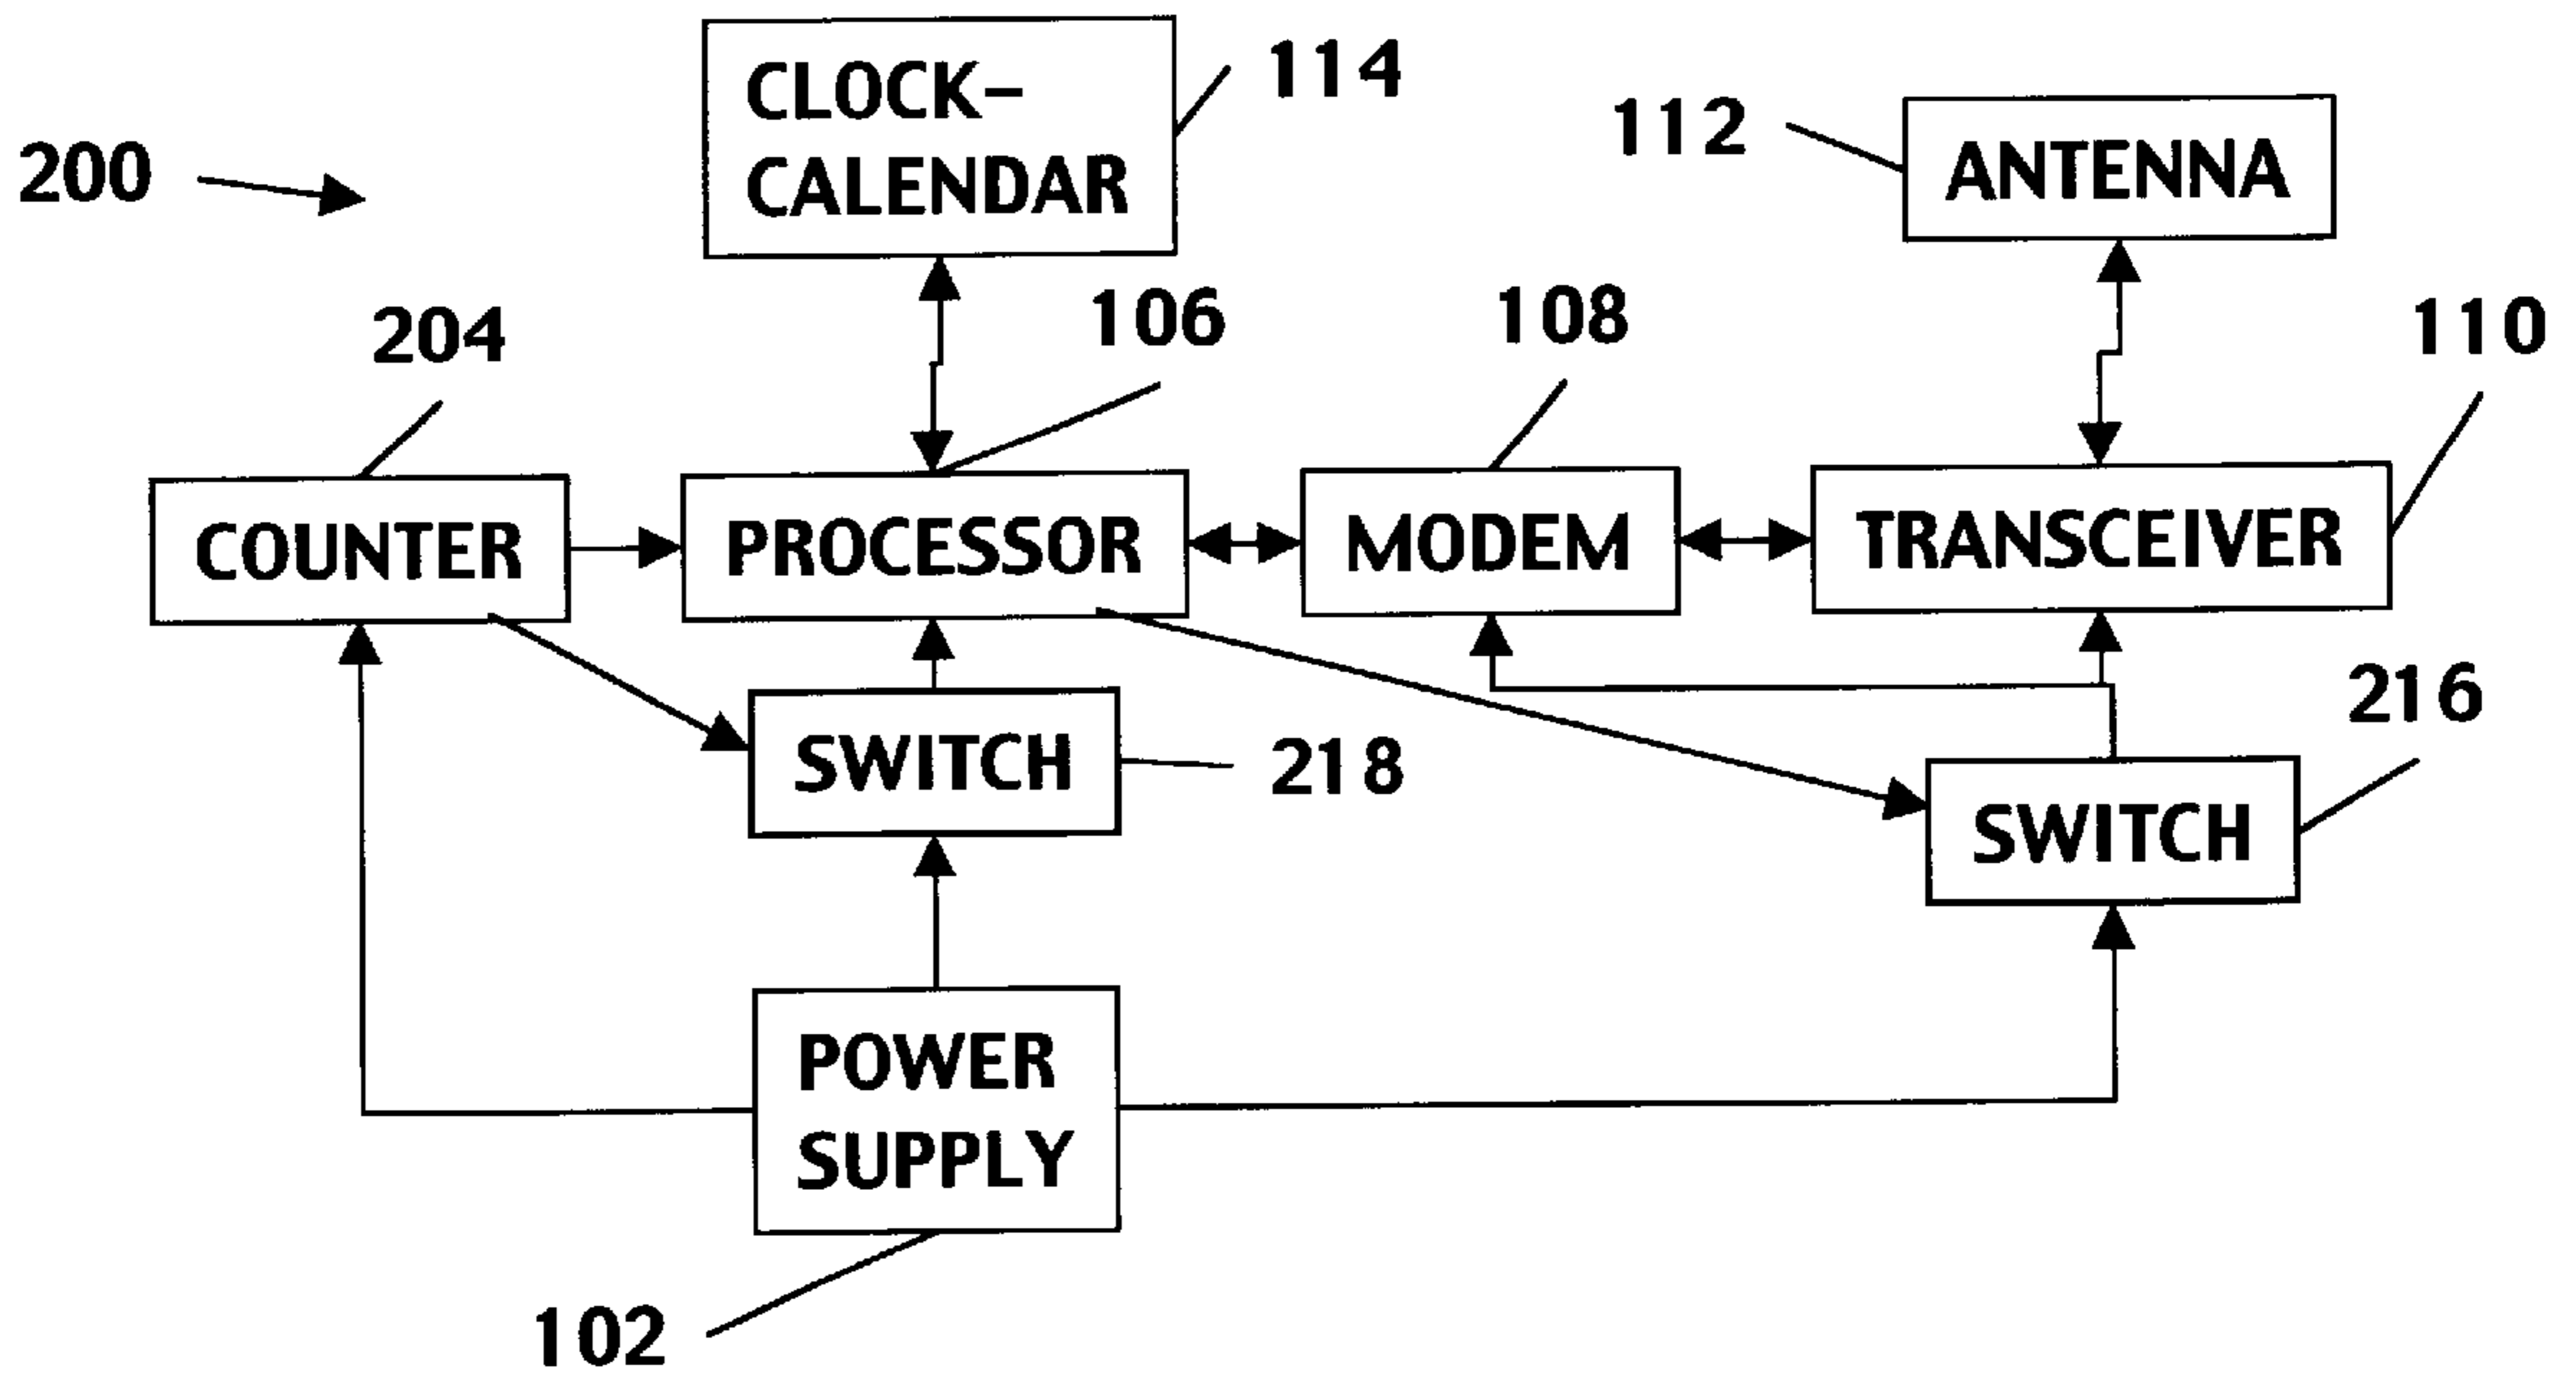 CLOCK-
CALENDAR
114
112
ANTENNA
200
204
106
108
110
COUNTER
PROCESSOR
MODEM
TRANSCEIVER
SWITCH
218
216
SWITCH
POWER
SUPPLY
102